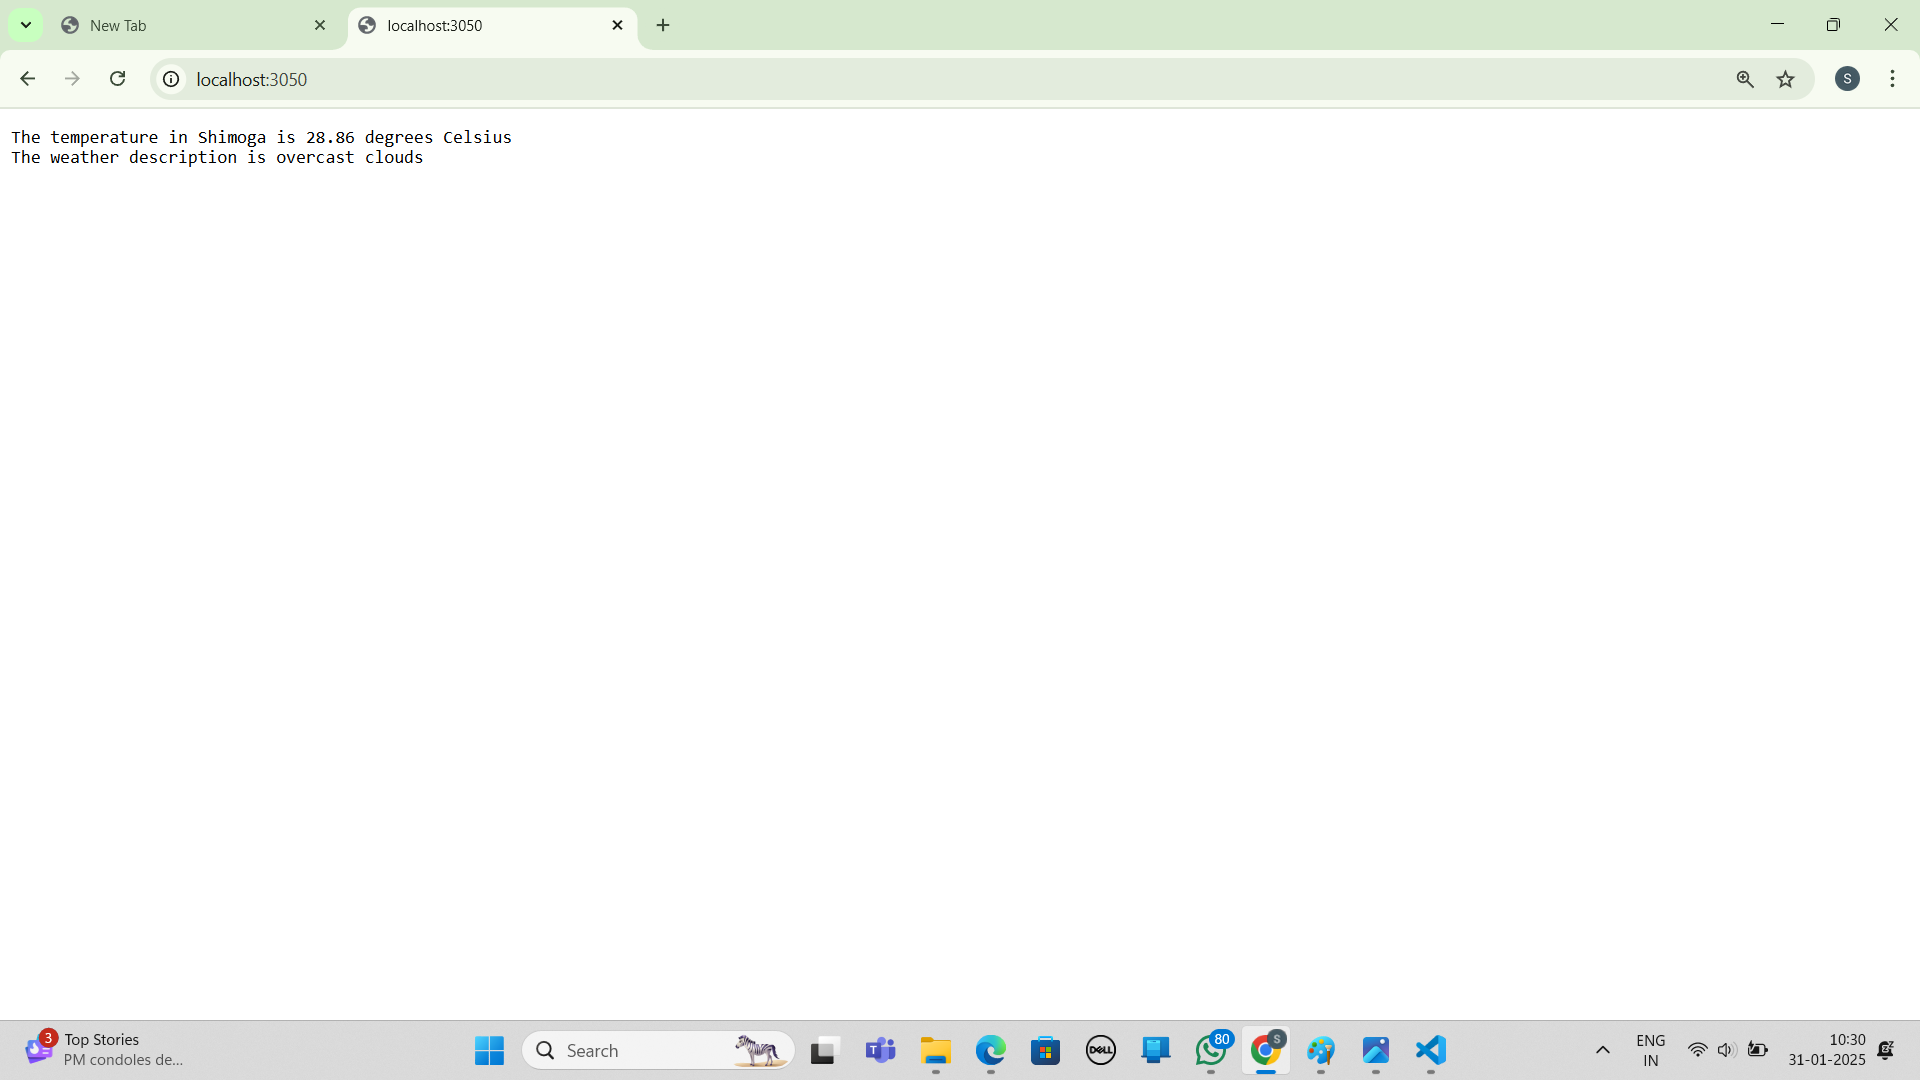 New Tab
localhost:3050
localhost:3050
S
The temperature in Shimoga is 28.86 degrees Celsius
The weather description is overcast clouds
3
Top Stories
PM condoles de...
Search
T
DELL
80
S
ENG
IN
10:30
31-01-2025